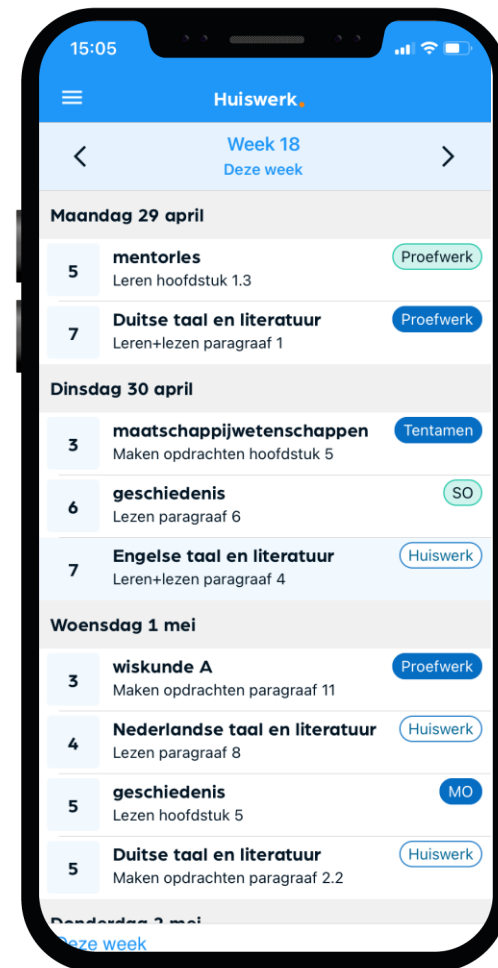 15:05
Huiswerk.
Week 18
Deze week
Maandag 29 april
5 mentorles Proefwerk
Leren hoofdstuk 1.3
7 Duitse taal en literatuur Proefwerk
Leren+lezen paragraaf 1
Dinsdag 30 april
3 maatschappijwetenschappen Tentamen
Maken opdrachten hoofdstuk 5
6 geschiedenis SO
Lezen paragraaf 6
7 Engelse taal en literatuur Huiswerk
Leren+lezen paragraaf 4
Woensdag 1 mei
3 wiskunde A Proefwerk
Maken opdrachten paragraaf 11
4 Nederlandse taal en literatuur Huiswerk
Lezen paragraaf 8
5 geschiedenis MO
Lezen hoofdstuk 5
5 Duitse taal en literatuur Huiswerk
Maken opdrachten paragraaf 2.2
Donderdag 2 mei
Deze week